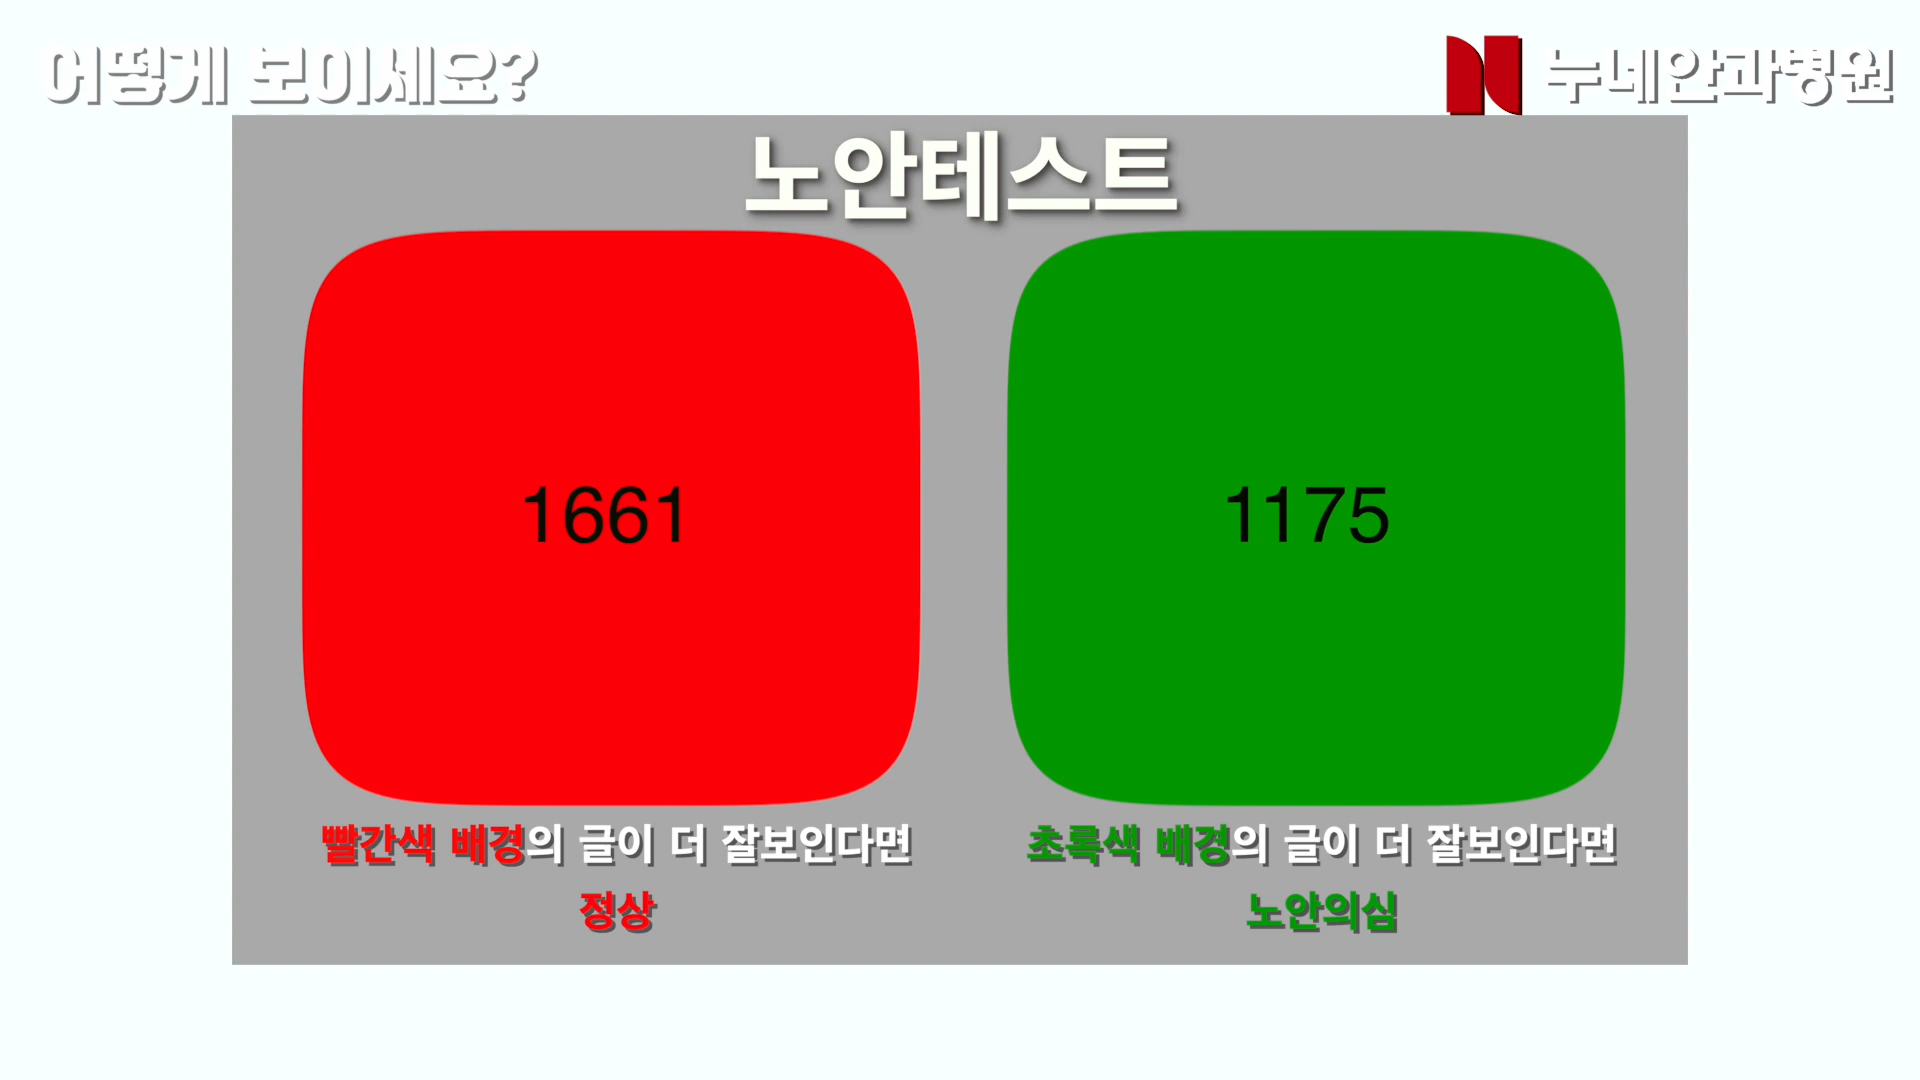 어떻게 보이세요?
누네안과병원
노안테스트
1661
1175
빨간색 배경의 글이 더 잘보인다면
정상
초록색 배경의 글이 더 잘보인다면
노안의심